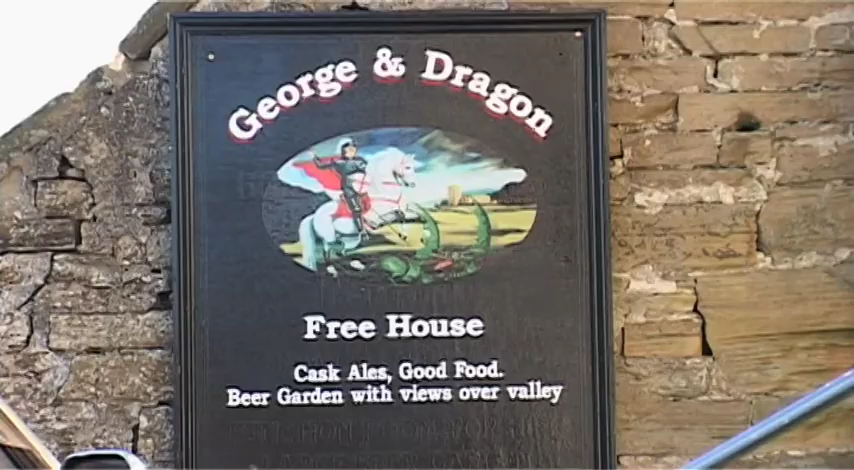 George & Dragon
Free House
Cask Ales, Good Food.
Beer Garden with views over valley